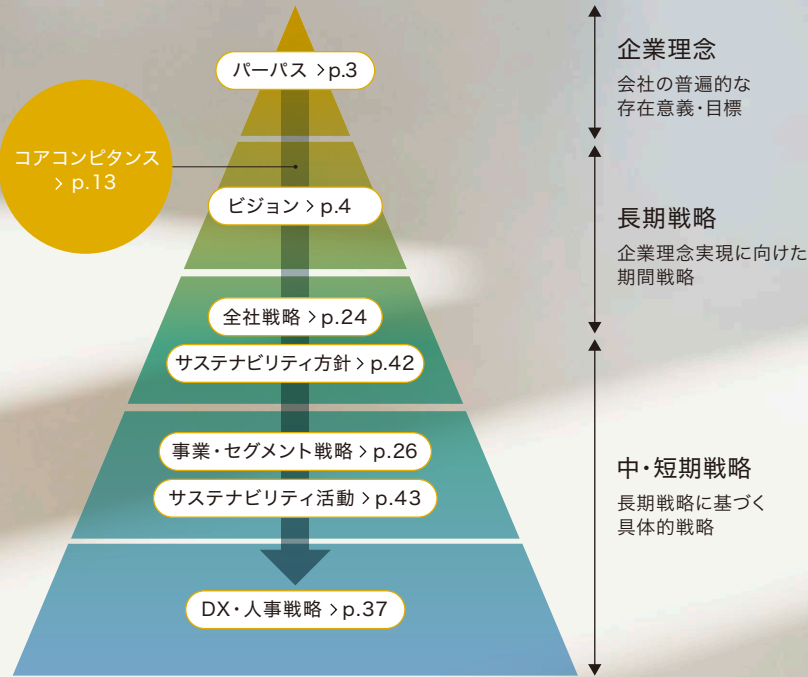 パーパス >p.3
コアコンピタンス
> p.13
ビジョン > p.4
全社戦略 >p.24
サステナビリティ方針 > p.42
事業・セグメント戦略 > p.26
サステナビリティ活動 > p.43
DX・人事戦略 >p.37
企業理念
会社の普遍的な
存在意義・目標
長期戦略
企業理念実現に向けた
期間戦略
中・短期戦略
長期戦略に基づく
具体的戦略